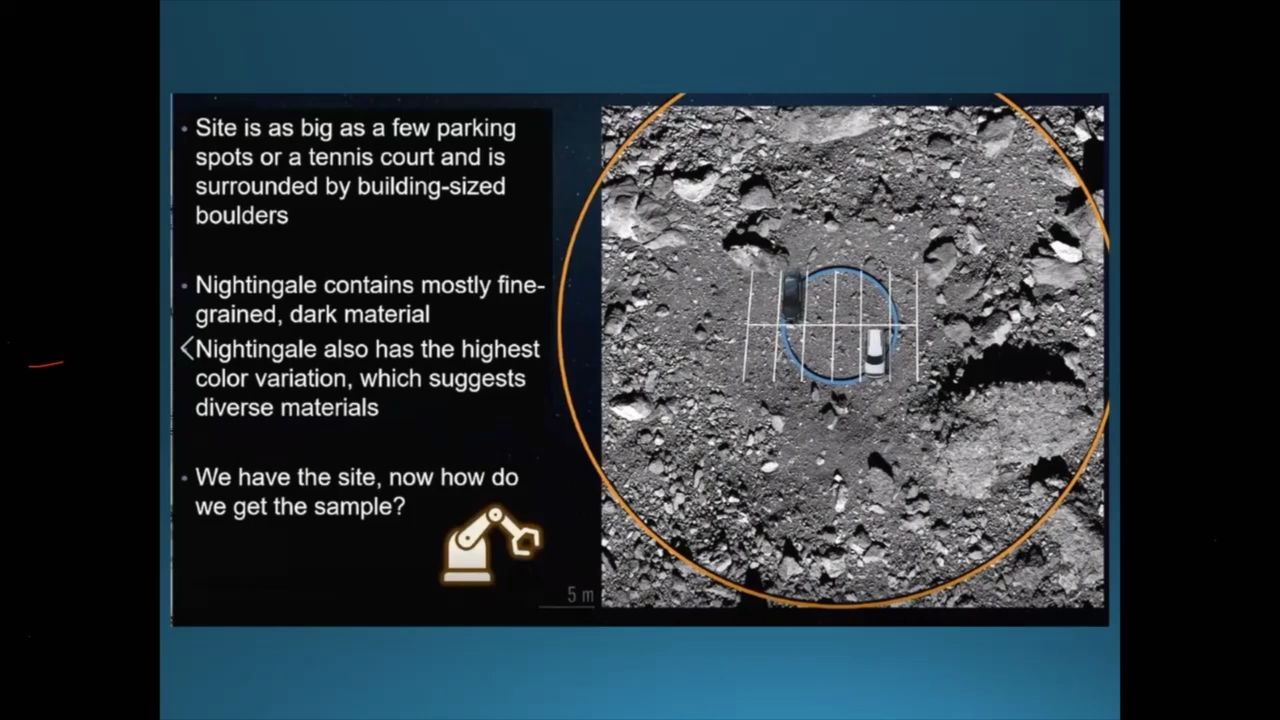 Site is as big as a few parking
spots or a tennis court and is
surrounded by building-sized
boulders
Nightingale contains mostly fine-
grained, dark material
Nightingale also has the highest
color variation, which suggests
diverse materials
We have the site, now how do
we get the sample?
5 m